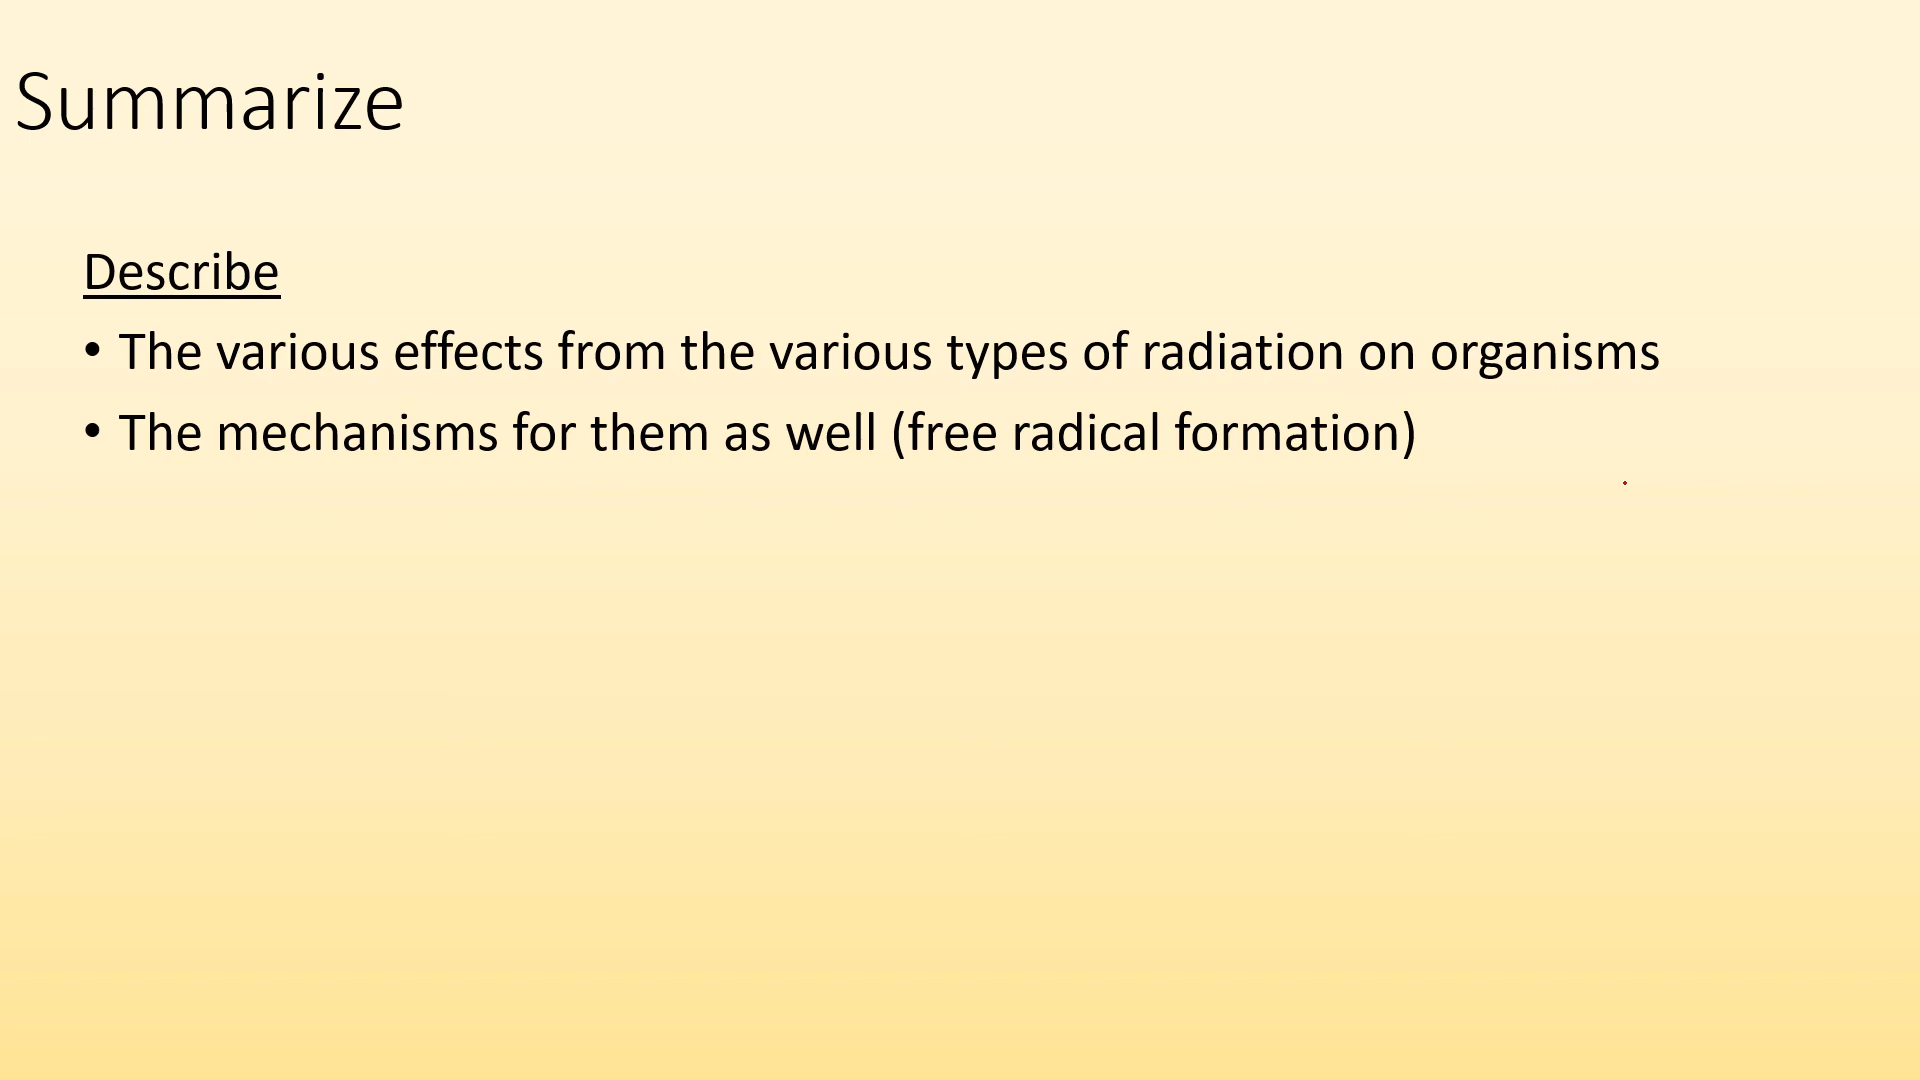 Summarize
Describe
• The various effects from the various types of radiation on organisms
• The mechanisms for them as well (free radical formation)